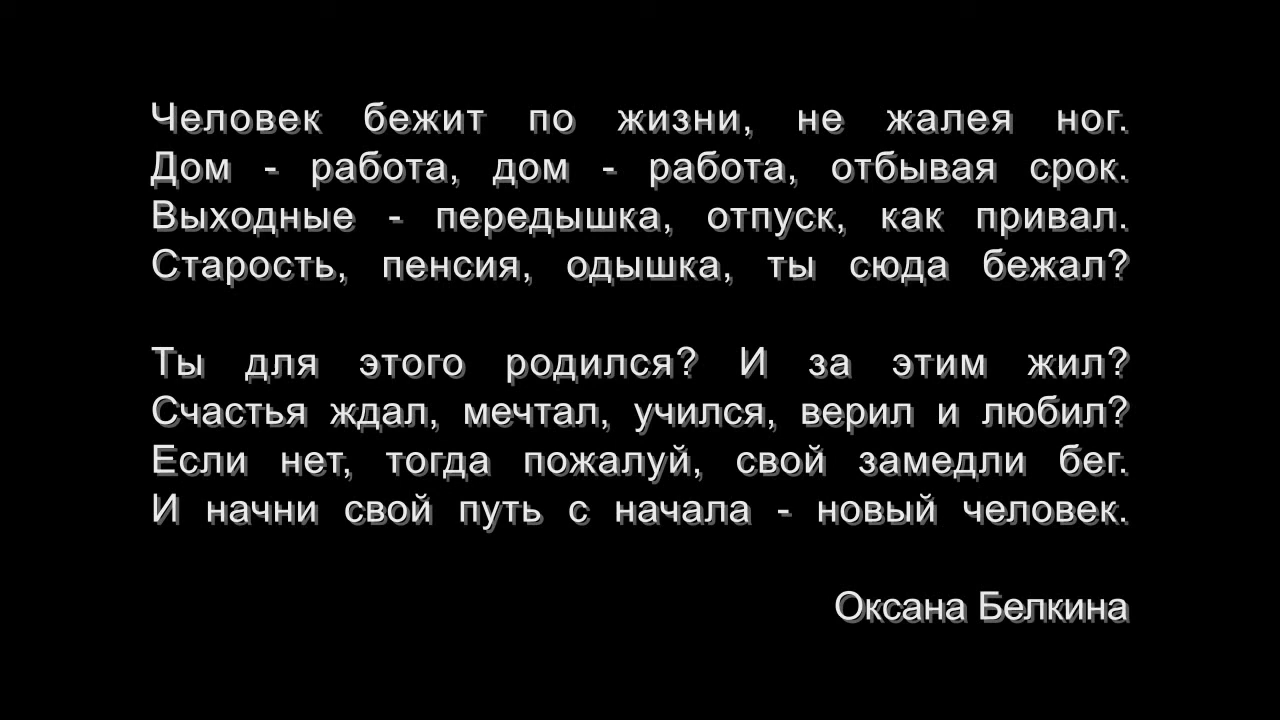 Человек бежит по жизни, не жалея ног.
Дом - работа, дом - работа, отбывая срок.
Выходные - передышка, отпуск, как привал.
Старость, пенсия, одышка, ты сюда бежал?
Ты для этого родился? И за этим жил?
Счастья ждал, мечтал, учился, верил и любил?
Если нет, тогда пожалуй, свой замедли бег.
И начни свой путь с начала - новый человек.
Оксана Белкина